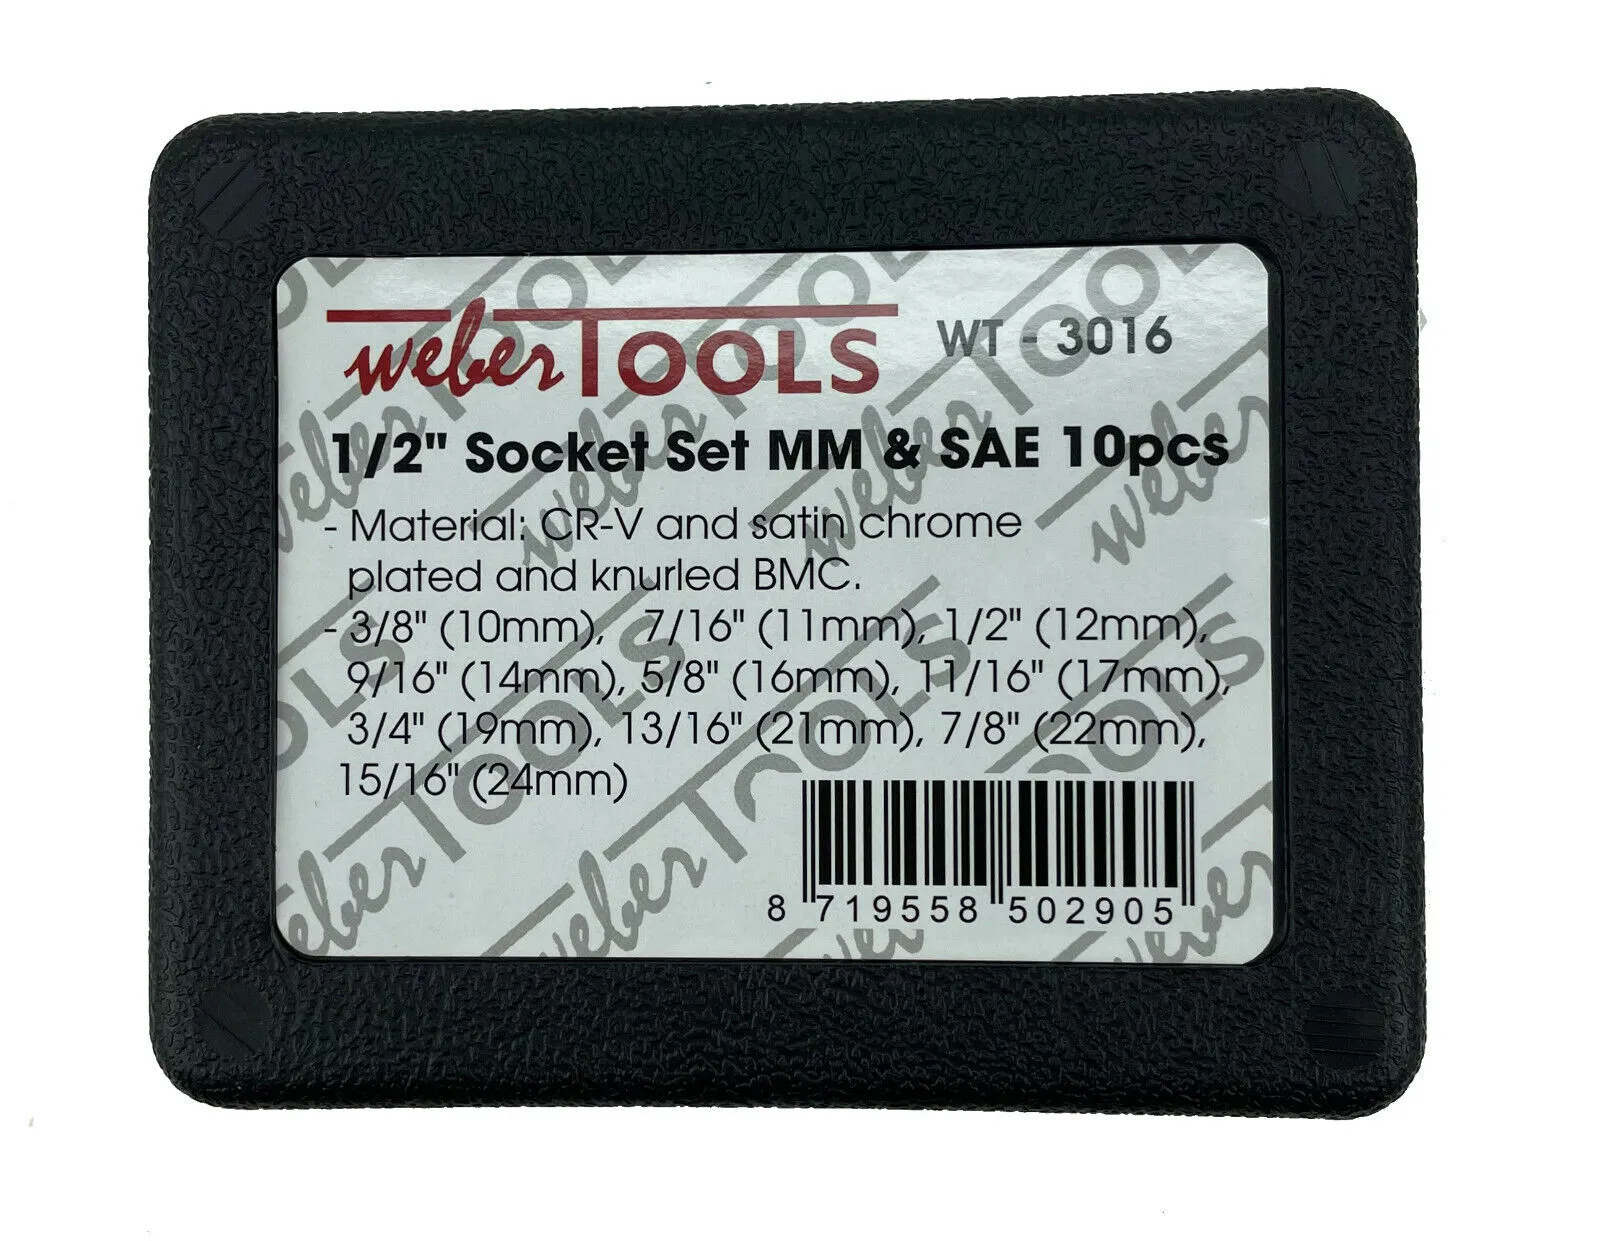 weber TOOLS WT - 3016
1/2" Socket Set MM & SAE 10pcs
- Material: CR-V and satin chrome
plated and knurled BMC.
- 3/8" (10mm), 7/16" (11mm), 1/2" (12mm),
9/16" (14mm), 5/8" (16mm), 11/16" (17mm),
3/4" (19mm), 13/16" (21mm), 7/8" (22mm),
15/16" (24mm)
8 719558 502905